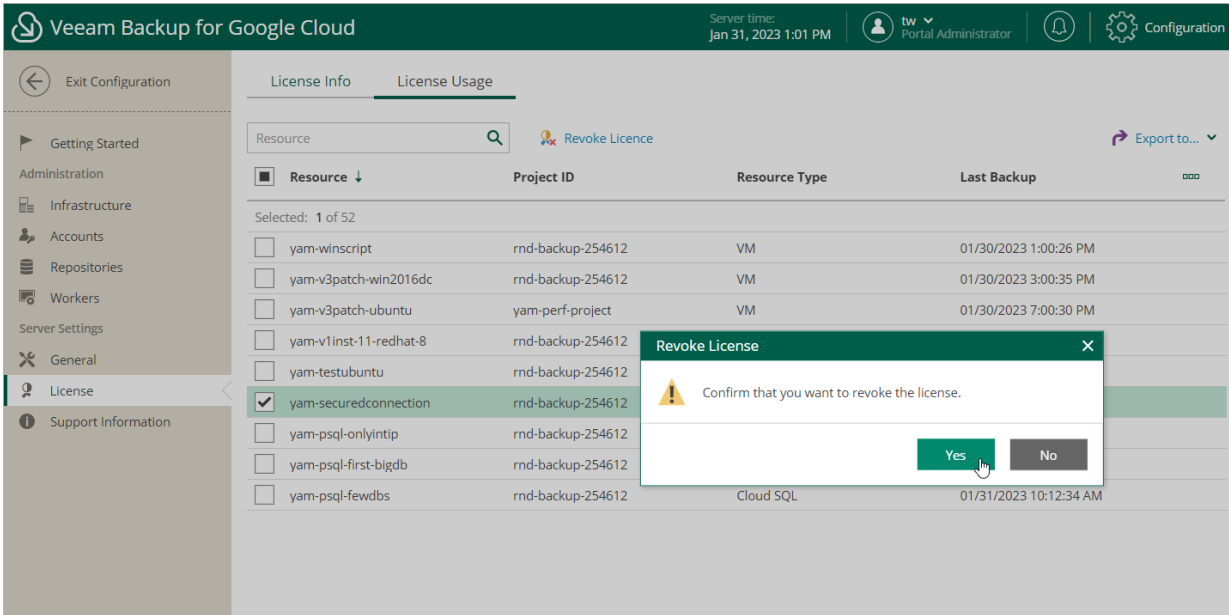 Veeam Backup for Google Cloud
Server time:
Jan 31, 2023 1:01 PM
tw
Portal Administrator
Configuration
Exit Configuration
Getting Started
Administration
Infrastructure
Accounts
Repositories
Workers
Server Settings
General
License
Support Information
License Info License Usage
Resource Revoke Licence Export to...
Resource Project ID Resource Type Last Backup
Selected: 1 of 52
yam-winscript rnd-backup-254612 VM 01/30/2023 1:00:26 PM
yam-v3patch-win2016dc rnd-backup-254612 VM 01/30/2023 3:00:35 PM
yam-v3patch-ubuntu yam-perf-project VM 01/30/2023 7:00:30 PM
yam-v1inst-11-redhat-8 rnd-backup-254612
yam-testubuntu rnd-backup-254612
yam-securedconnection rnd-backup-254612
yam-psql-onlyintip rnd-backup-254612
yam-psql-first-bigdb rnd-backup-254612
yam-psql-fewdbs rnd-backup-254612 Cloud SQL 01/31/2023 10:12:34 AM
Revoke License
Confirm that you want to revoke the license.
Yes No